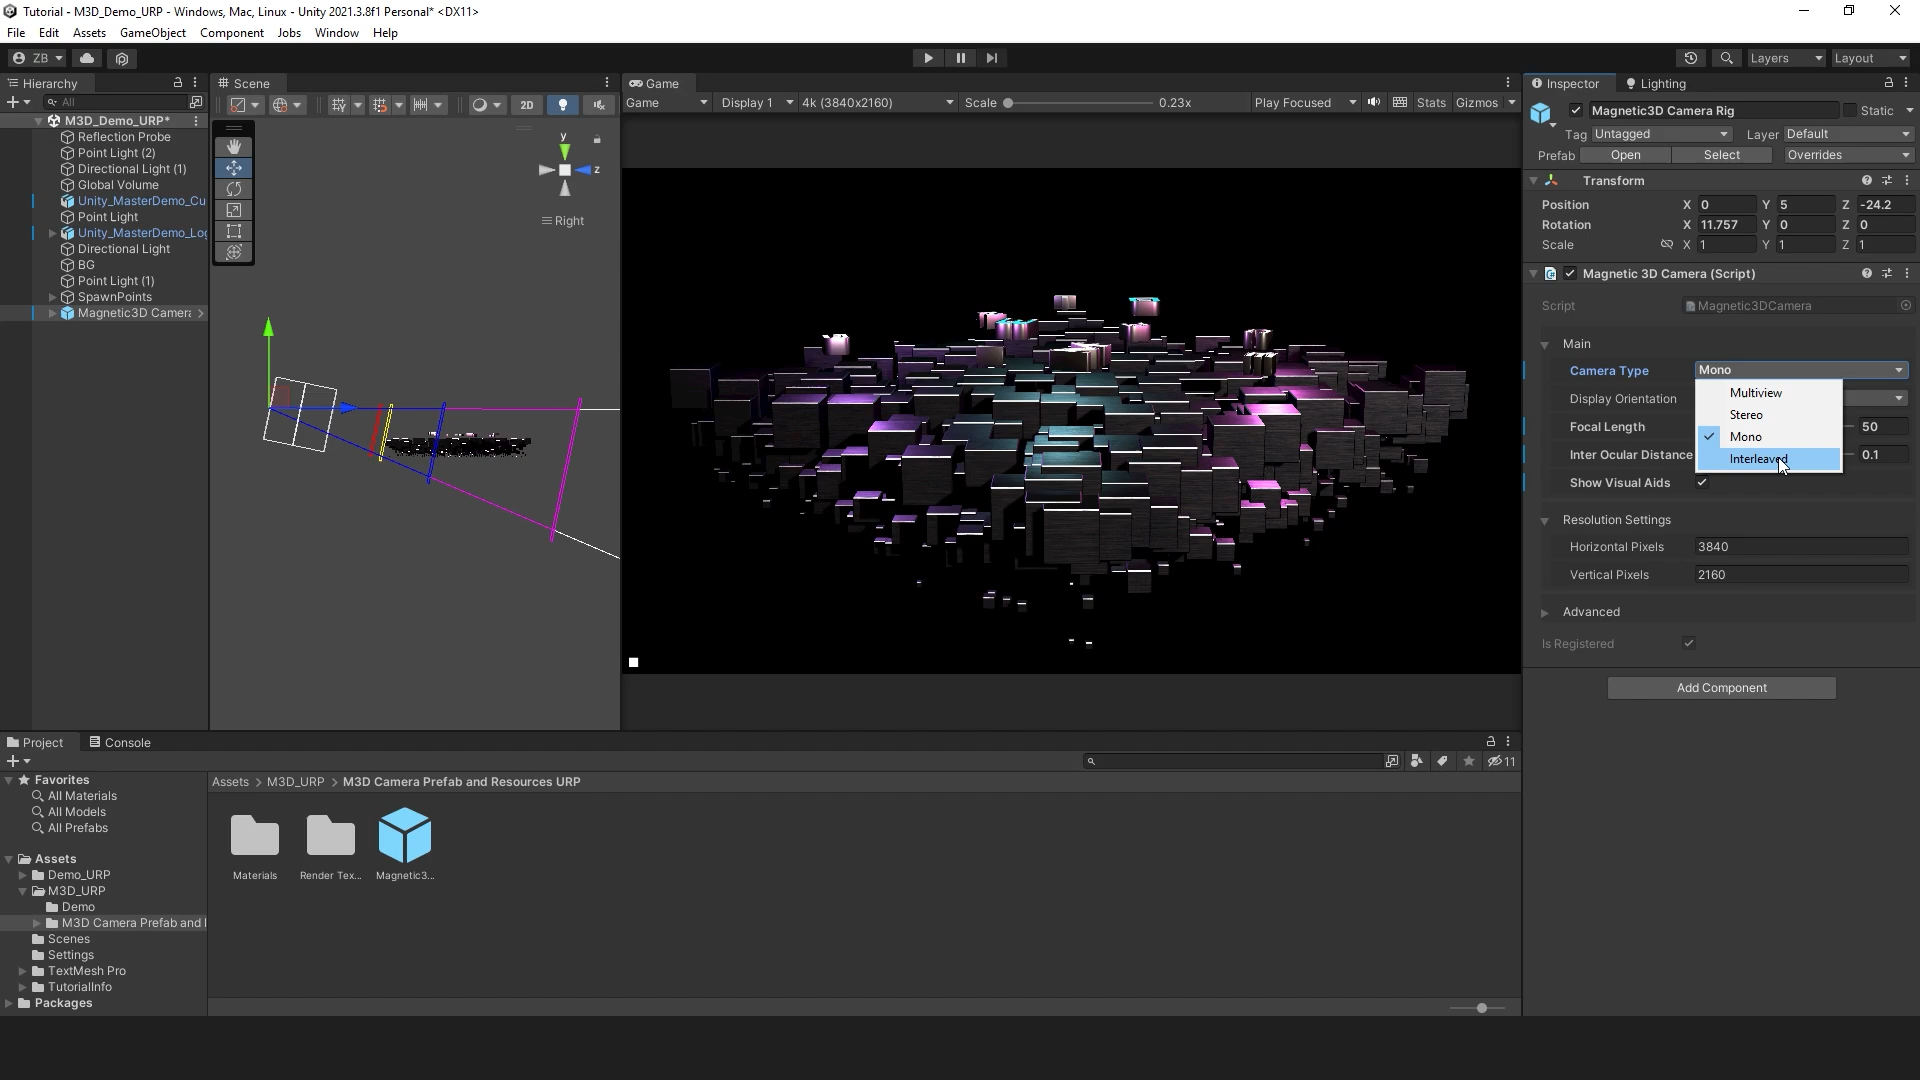 Tutorial - M3D_Demo_URP - Windows, Mac, Linux - Unity 2021.3.8f1 Personal* <DX11>
File Edit Assets GameObject Component Jobs Window Help
ZB Layers Layout
Hierarchy
All
M3D_Demo_URP*
Reflection Probe
Point Light (2)
Directional Light (1)
Global Volume
Unity_MasterDemo_Cu
Point Light
Unity_MasterDemo_Log
Directional Light
BG
Point Light (1)
SpawnPoints
Magnetic3D Camera
Scene
2D
y
z
Right
Game
Game Display 1 4k (3840x2160) Scale 0.23x Play Focused Stats Gizmos
Inspector Lighting
Magnetic3D Camera Rig Static
Tag Untagged Layer Default
Prefab Open Select Overrides
Transform
Position X 0 Y 5 Z -24.2
Rotation X 11.757 Y 0 Z 0
Scale X 1 Y 1 Z 1
Magnetic 3D Camera (Script)
Script Magnetic3DCamera
Main
Camera Type Mono
Multiview
Stereo
Mono
Interleaved
Display Orientation
Focal Length 50
Inter Ocular Distance 0.1
Show Visual Aids
Resolution Settings
Horizontal Pixels 3840
Vertical Pixels 2160
Advanced
Is Registered
Add Component
Project Console
11
Favorites
All Materials
All Models
All Prefabs
Assets
Demo_URP
M3D_URP
Demo
M3D Camera Prefab and
Scenes
Settings
TextMesh Pro
TutorialInfo
Packages
Assets > M3D_URP > M3D Camera Prefab and Resources URP
Materials Render Tex... Magnetic3...